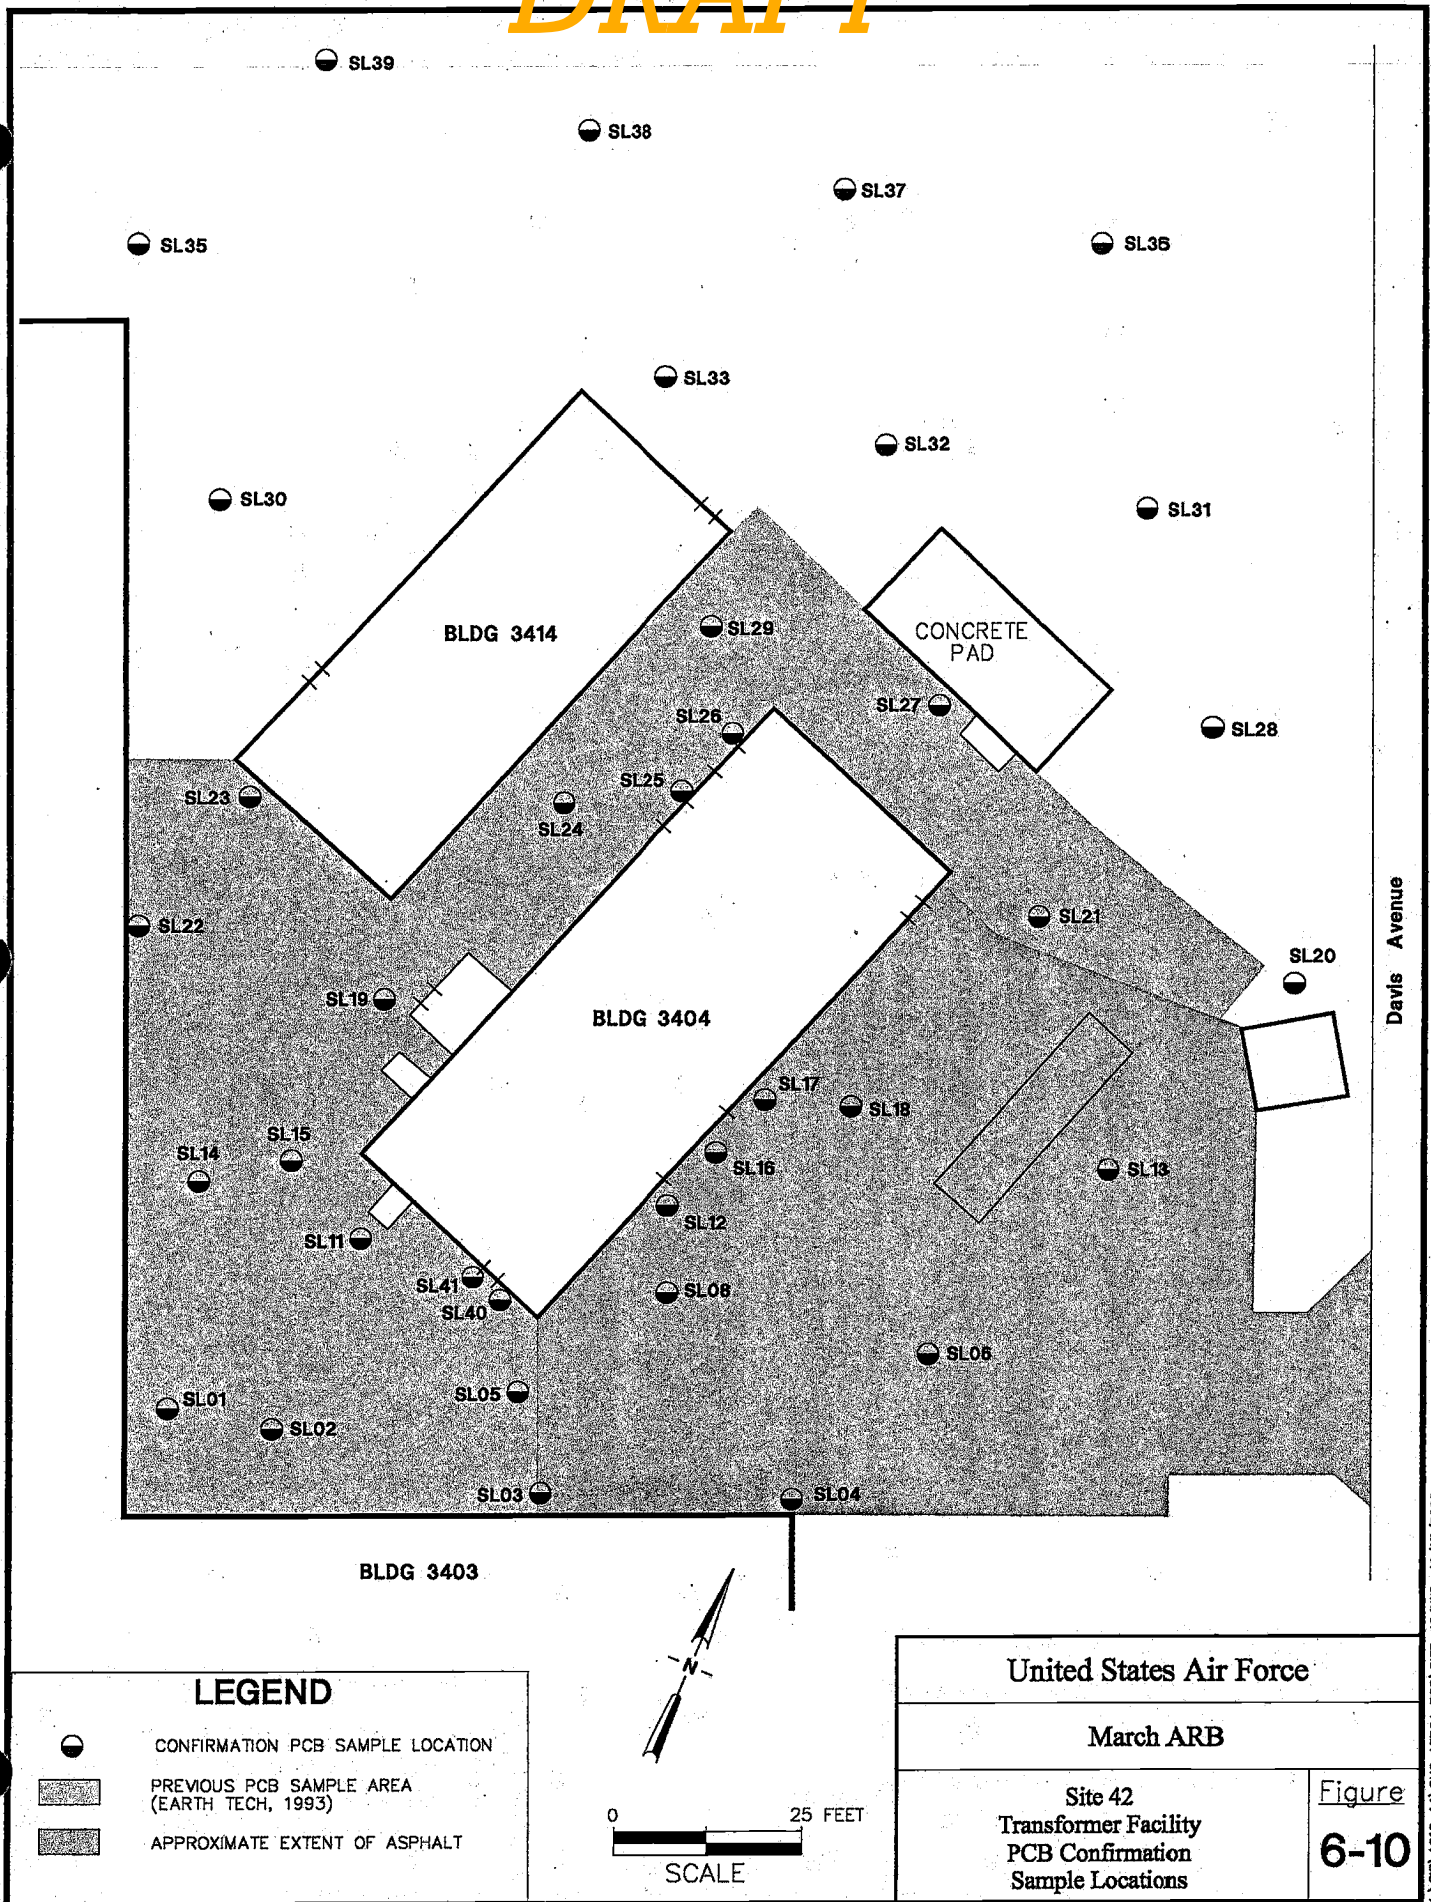 DRAFT
SL39
SL38
SL37
SL35
SL36
SL33
SL32
SL30
SL31
BLDG 3414
SL29
CONCRETE
PAD
SL27
SL26
SL28
SL25
SL23
SL24
SL22
SL21
Davis Avenue
SL20
SL19
BLDG 3404
SL17
SL18
SL15
SL14
SL16
SL13
SL12
SL11
SL41
SL40
SL08
SL06
SL05
SL01
SL02
SL03
SL04
BLDG 3403
N
LEGEND
CONFIRMATION PCB SAMPLE LOCATION
PREVIOUS PCB SAMPLE AREA
(EARTH TECH, 1993)
APPROXIMATE EXTENT OF ASPHALT
0 25 FEET
SCALE
United States Air Force
March ARB
Site 42
Transformer Facility
PCB Confirmation
Sample Locations
Figure
6-10